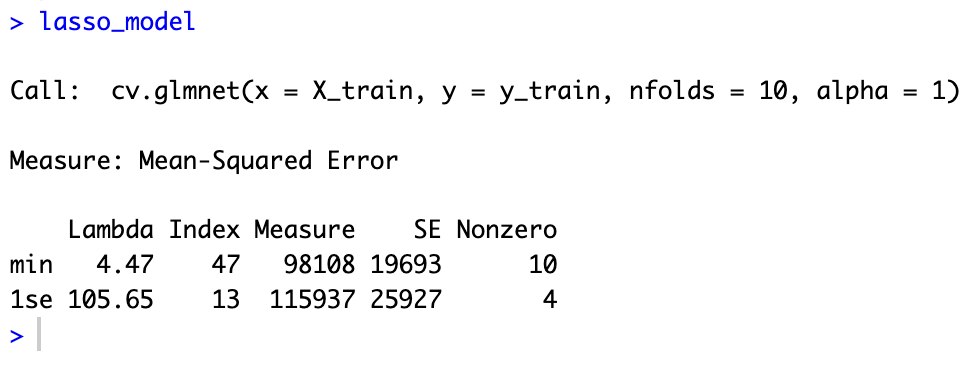 > lasso_model
Call:  cv.glmnet(x = X_train, y = y_train, nfolds = 10, alpha = 1)
Measure: Mean-Squared Error
    Lambda Index Measure    SE Nonzero
min   4.47    47   98108 19693      10
1se 105.65    13  115937 25927       4
>